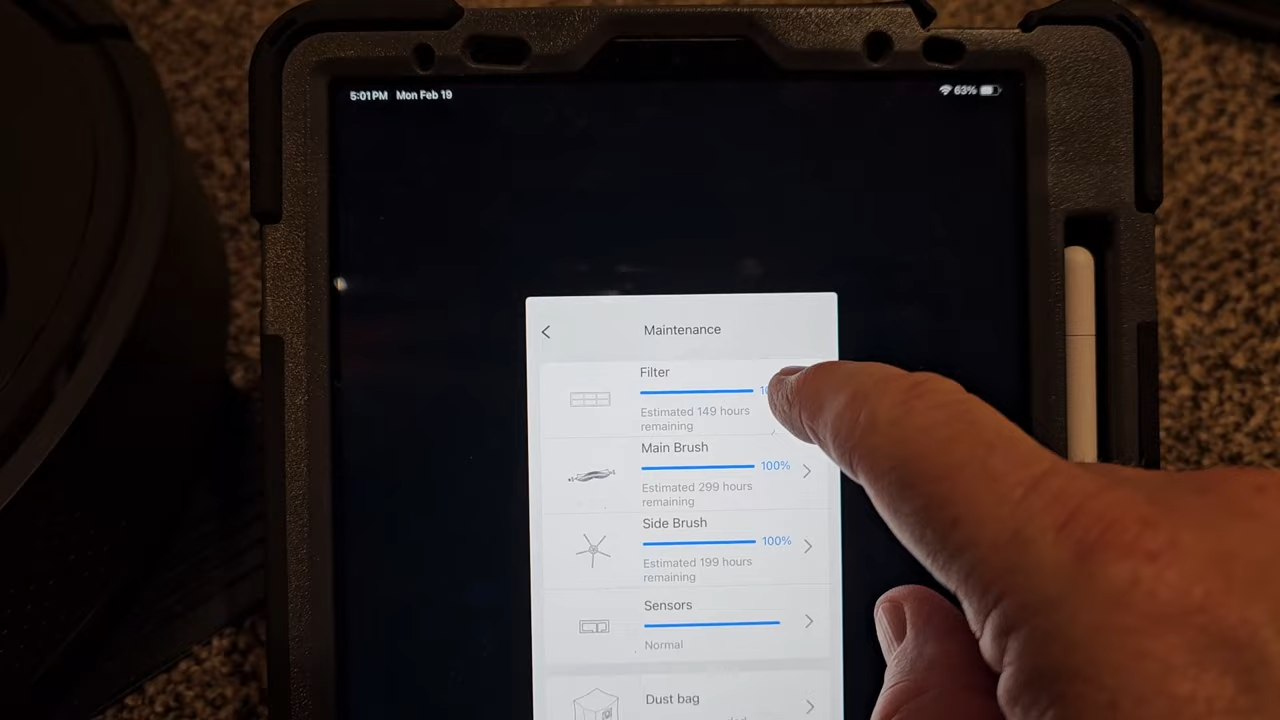 5:01PM Mon Feb 19
63%
Maintenance
Filter
Estimated 149 hours
remaining
Main Brush
100%
Estimated 299 hours
remaining
Side Brush
100%
Estimated 199 hours
remaining
Sensors
Normal
Dust bag